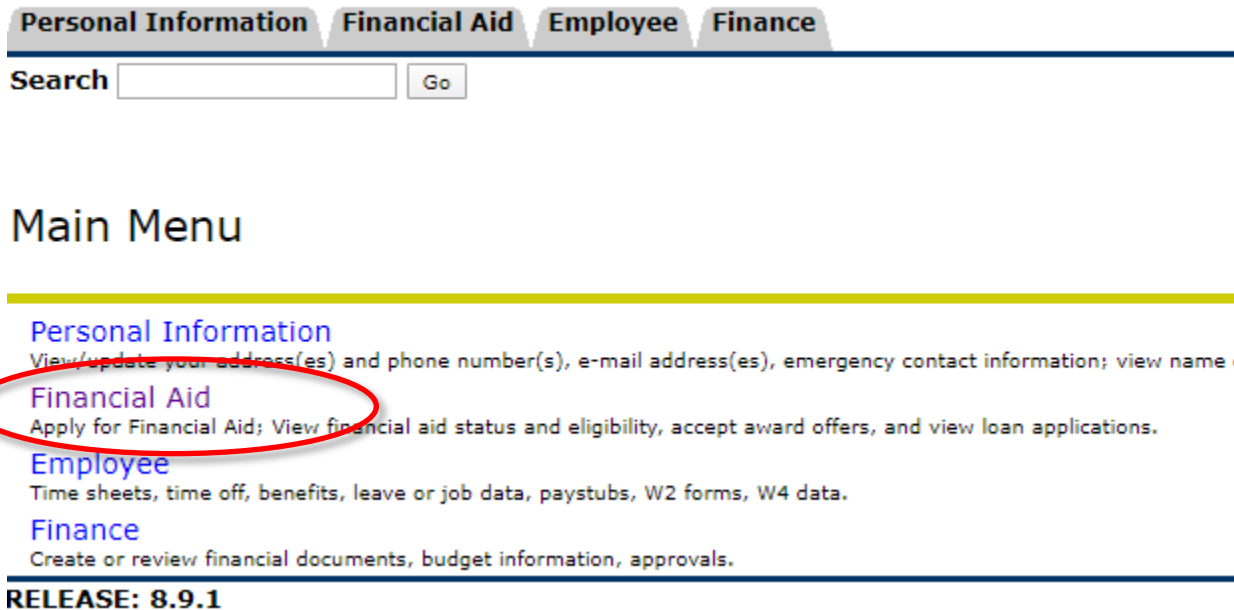 Personal Information Financial Aid Employee Finance
Search Go
Main Menu
Personal Information
View/update your address(es) and phone number(s), e-mail address(es), emergency contact information; view name
Financial Aid
Apply for Financial Aid; View financial aid status and eligibility, accept award offers, and view loan applications.
Employee
Time sheets, time off, benefits, leave or job data, paystubs, W2 forms, W4 data.
Finance
Create or review financial documents, budget information, approvals.
RELEASE: 8.9.1